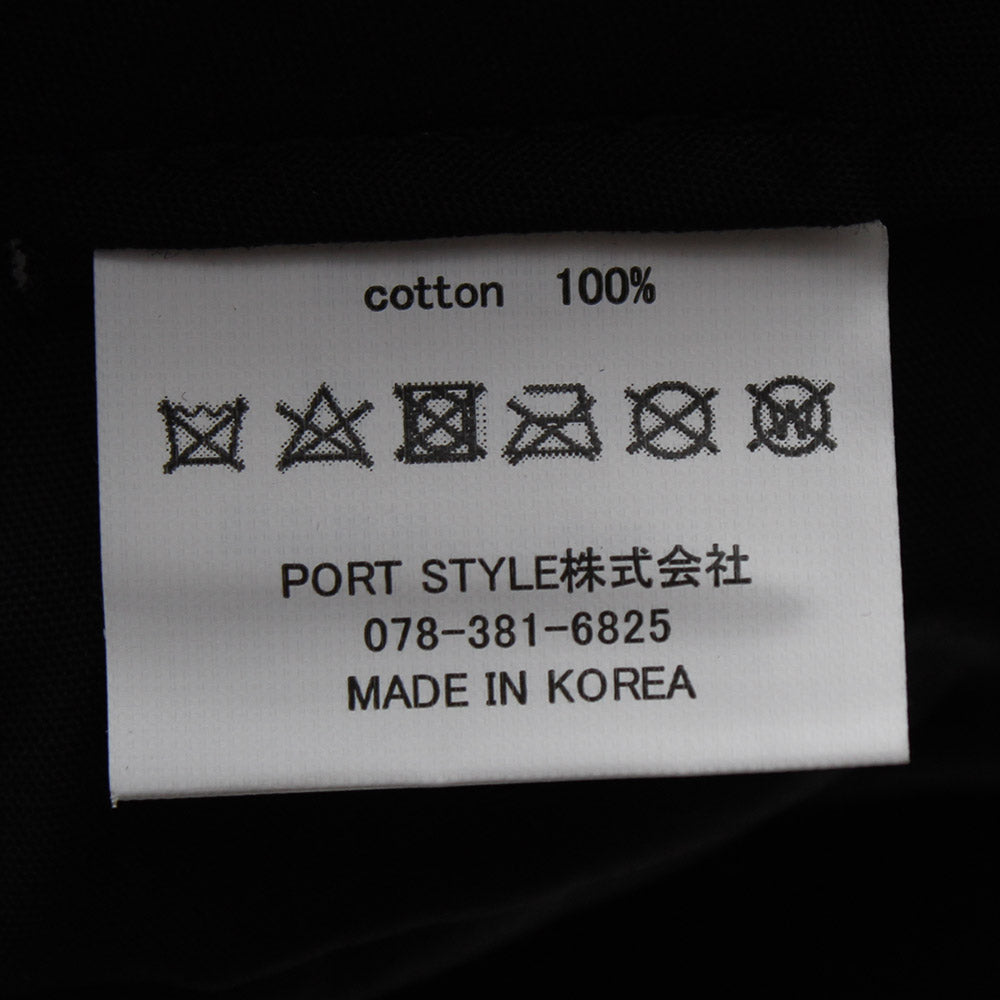 cotton 100%
W
PORT STYLE株式会社
078-381-6825
MADE IN KOREA